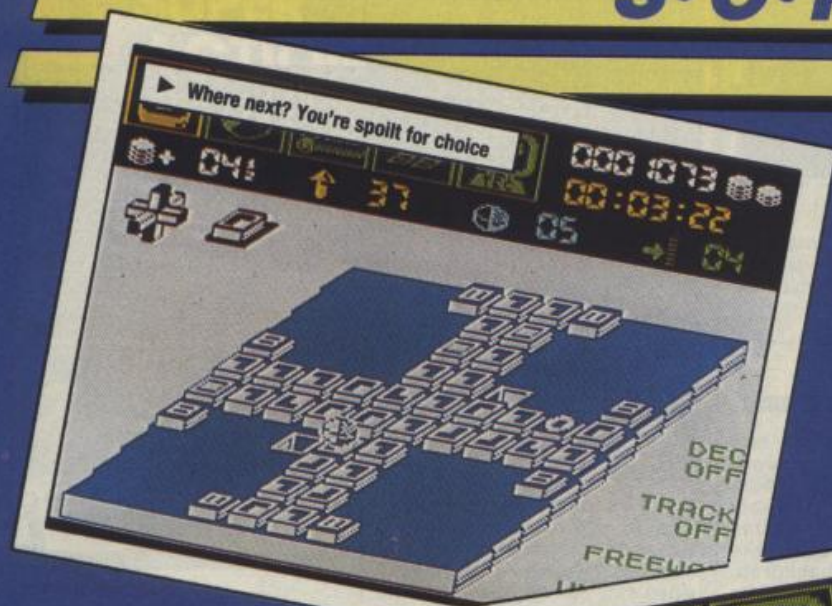 ► Where next? You're spoilt for choice
000 1073
+ 04
37
00:03:22
05
04
DEC
OFF
TRACK
OFF